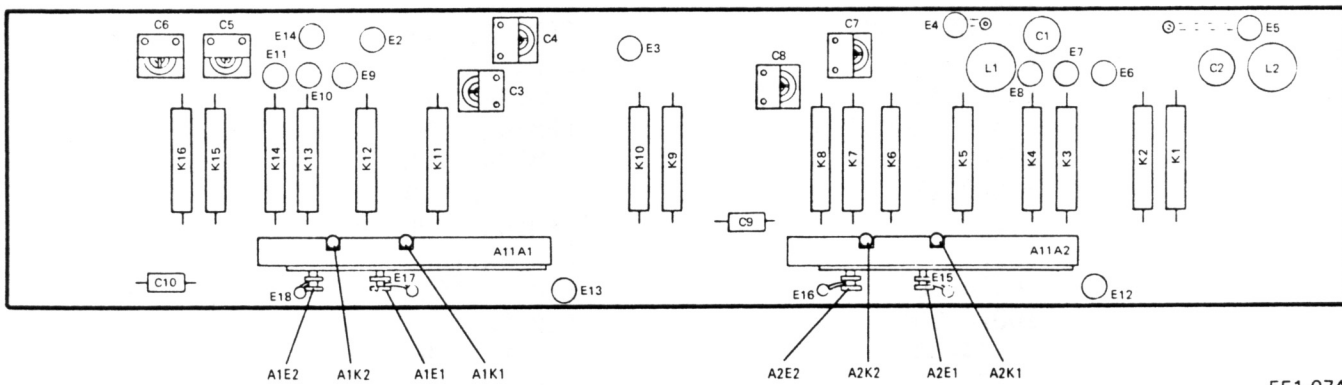 C6 C5 E14 E2 C4 E3 C7 E4 C1 E5
E11 E9 E10 C3 C8 L1 E7 E8 E6 C2 L2
K16 K15 K14 K13 K12 K11 K10 K9 K8 K7 K6 K5 K4 K3 K2 K1
C9
A11A1 A11A2
C10 E18 E17 E13 E16 E15 E12
A1E2 A1K2 A1E1 A1K1 A2E2 A2K2 A2E1 A2K1